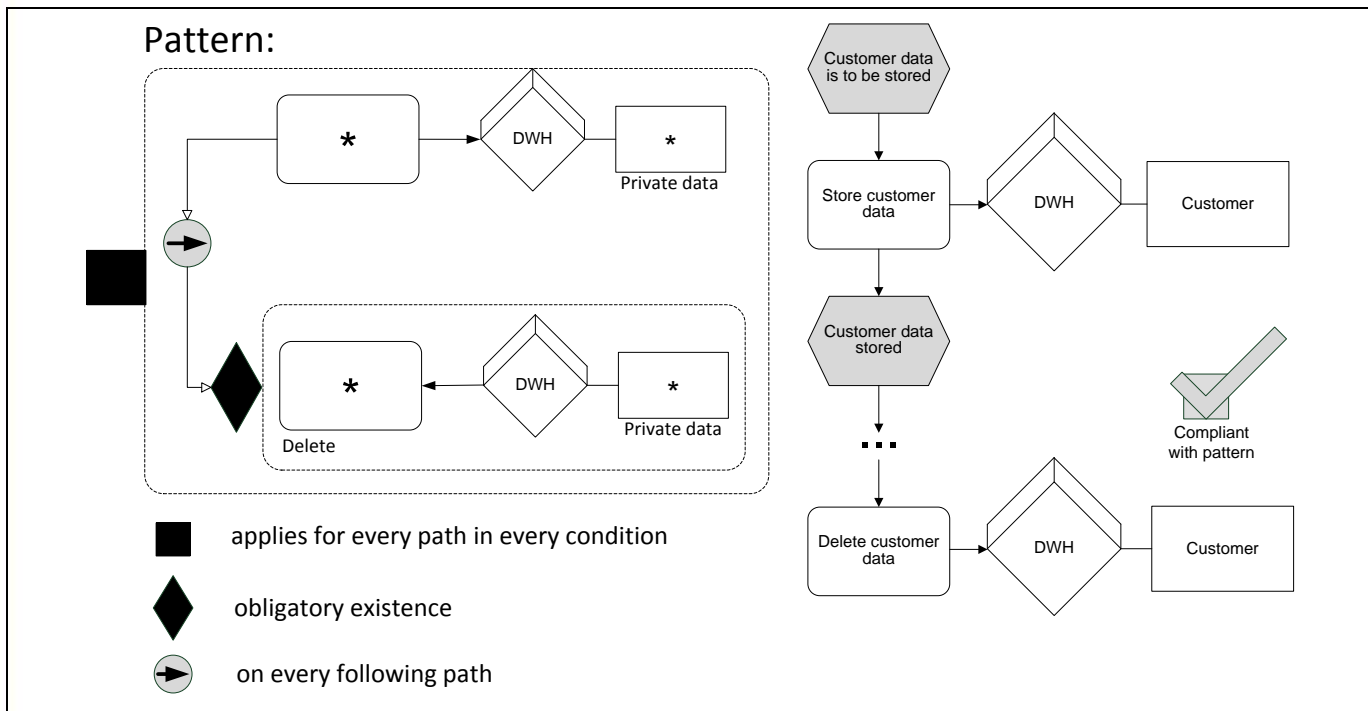 Pattern:
*
DWH
*
Private data
*
DWH
*
Delete
Private data
applies for every path in every condition
obligatory existence
on every following path
Customer data
is to be stored
Store customer
data
DWH
Customer
Customer data
stored
...
Compliant
with pattern
Delete customer
data
DWH
Customer